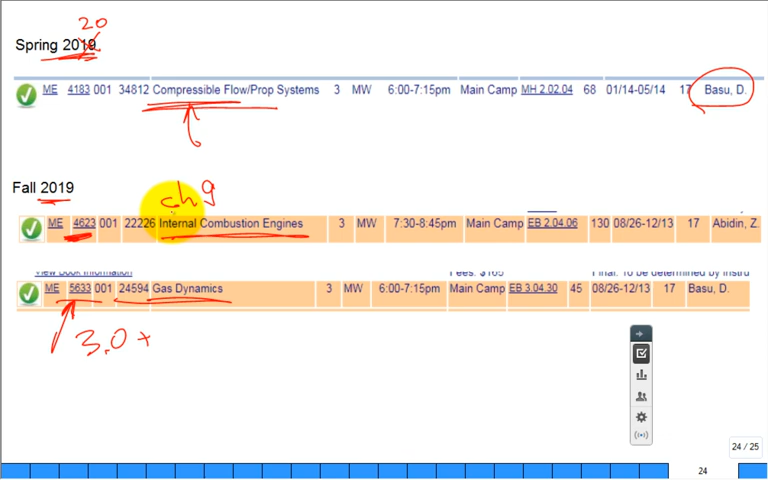 20
Spring 2019
ME 4183 001 34812 Compressible Flow/Prop Systems 3 MW 6:00-7:15pm Main Camp MH.2.02.04 68 01/14-05/14 17 Basu, D.
Fall 2019
ch 9
ME 4623 001 22226 Internal Combustion Engines 3 MW 7:30-8:45pm Main Camp EB 2.04.06 130 08/26-12/13 17 Abidin, Z.
View Book Information Fees: $165 Final: To be determined by instru
ME 5633 001 24594 Gas Dynamics 3 MW 6:00-7:15pm Main Camp EB 3.04.30 45 08/26-12/13 17 Basu, D.
3.0 +
24 / 25
24